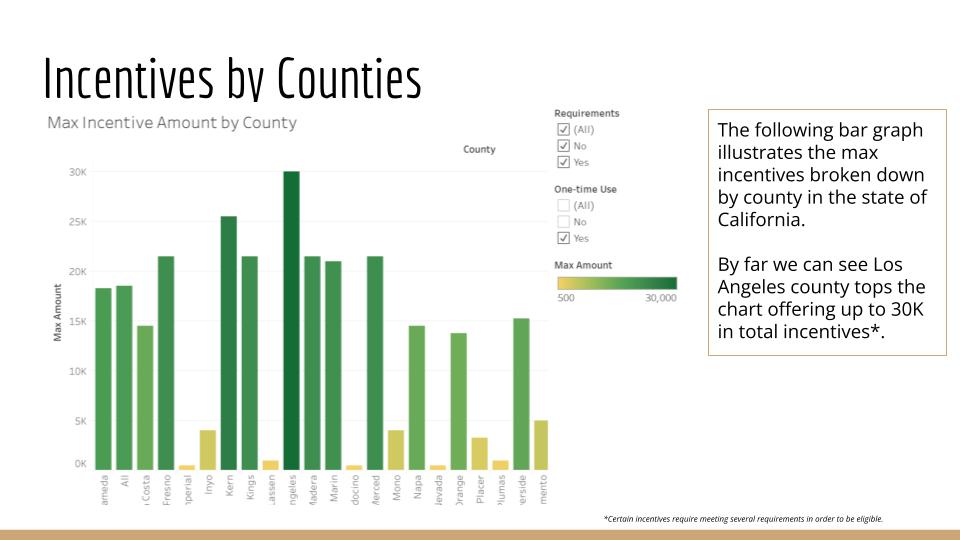 Incentives by Counties
Max Incentive Amount by County
County
30K
25K
20K
15K
10K
5K
0K
Max Amount
ameda
All
Costa
Fresno
perial
Inyo
Kern
Kings
assen
ngeles
Madera
Marin
docino
Merced
Mono
Napa
evada
Orange
Placer
lumas
erside
mento
Requirements
(All)
No
Yes
One-time Use
(All)
No
Yes
Max Amount
500 30,000
The following bar graph
illustrates the max
incentives broken down
by county in the state of
California.
By far we can see Los
Angeles county tops the
chart offering up to 30K
in total incentives*.
*Certain incentives require meeting several requirements in order to be eligible.